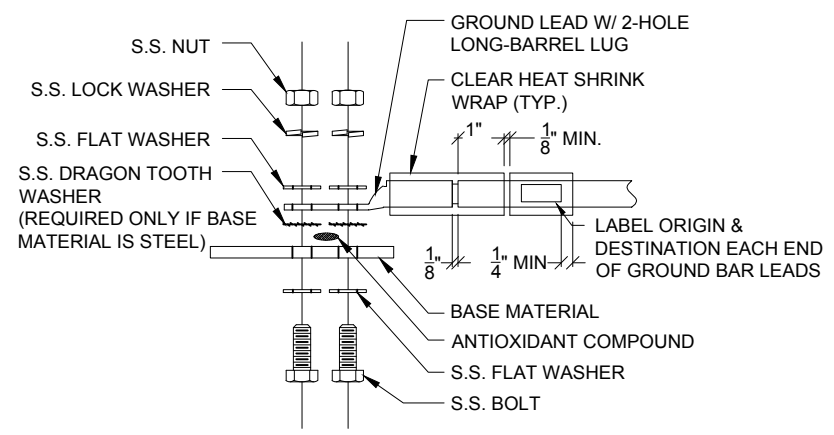 S.S. NUT
S.S. LOCK WASHER
S.S. FLAT WASHER
S.S. DRAGON TOOTH
WASHER
(REQUIRED ONLY IF BASE
MATERIAL IS STEEL)
GROUND LEAD W/ 2-HOLE
LONG-BARREL LUG
CLEAR HEAT SHRINK
WRAP (TYP.)
1"
1/8" MIN.
1/8"
1/4" MIN
LABEL ORIGIN &
DESTINATION EACH END
OF GROUND BAR LEADS
BASE MATERIAL
ANTIOXIDANT COMPOUND
S.S. FLAT WASHER
S.S. BOLT